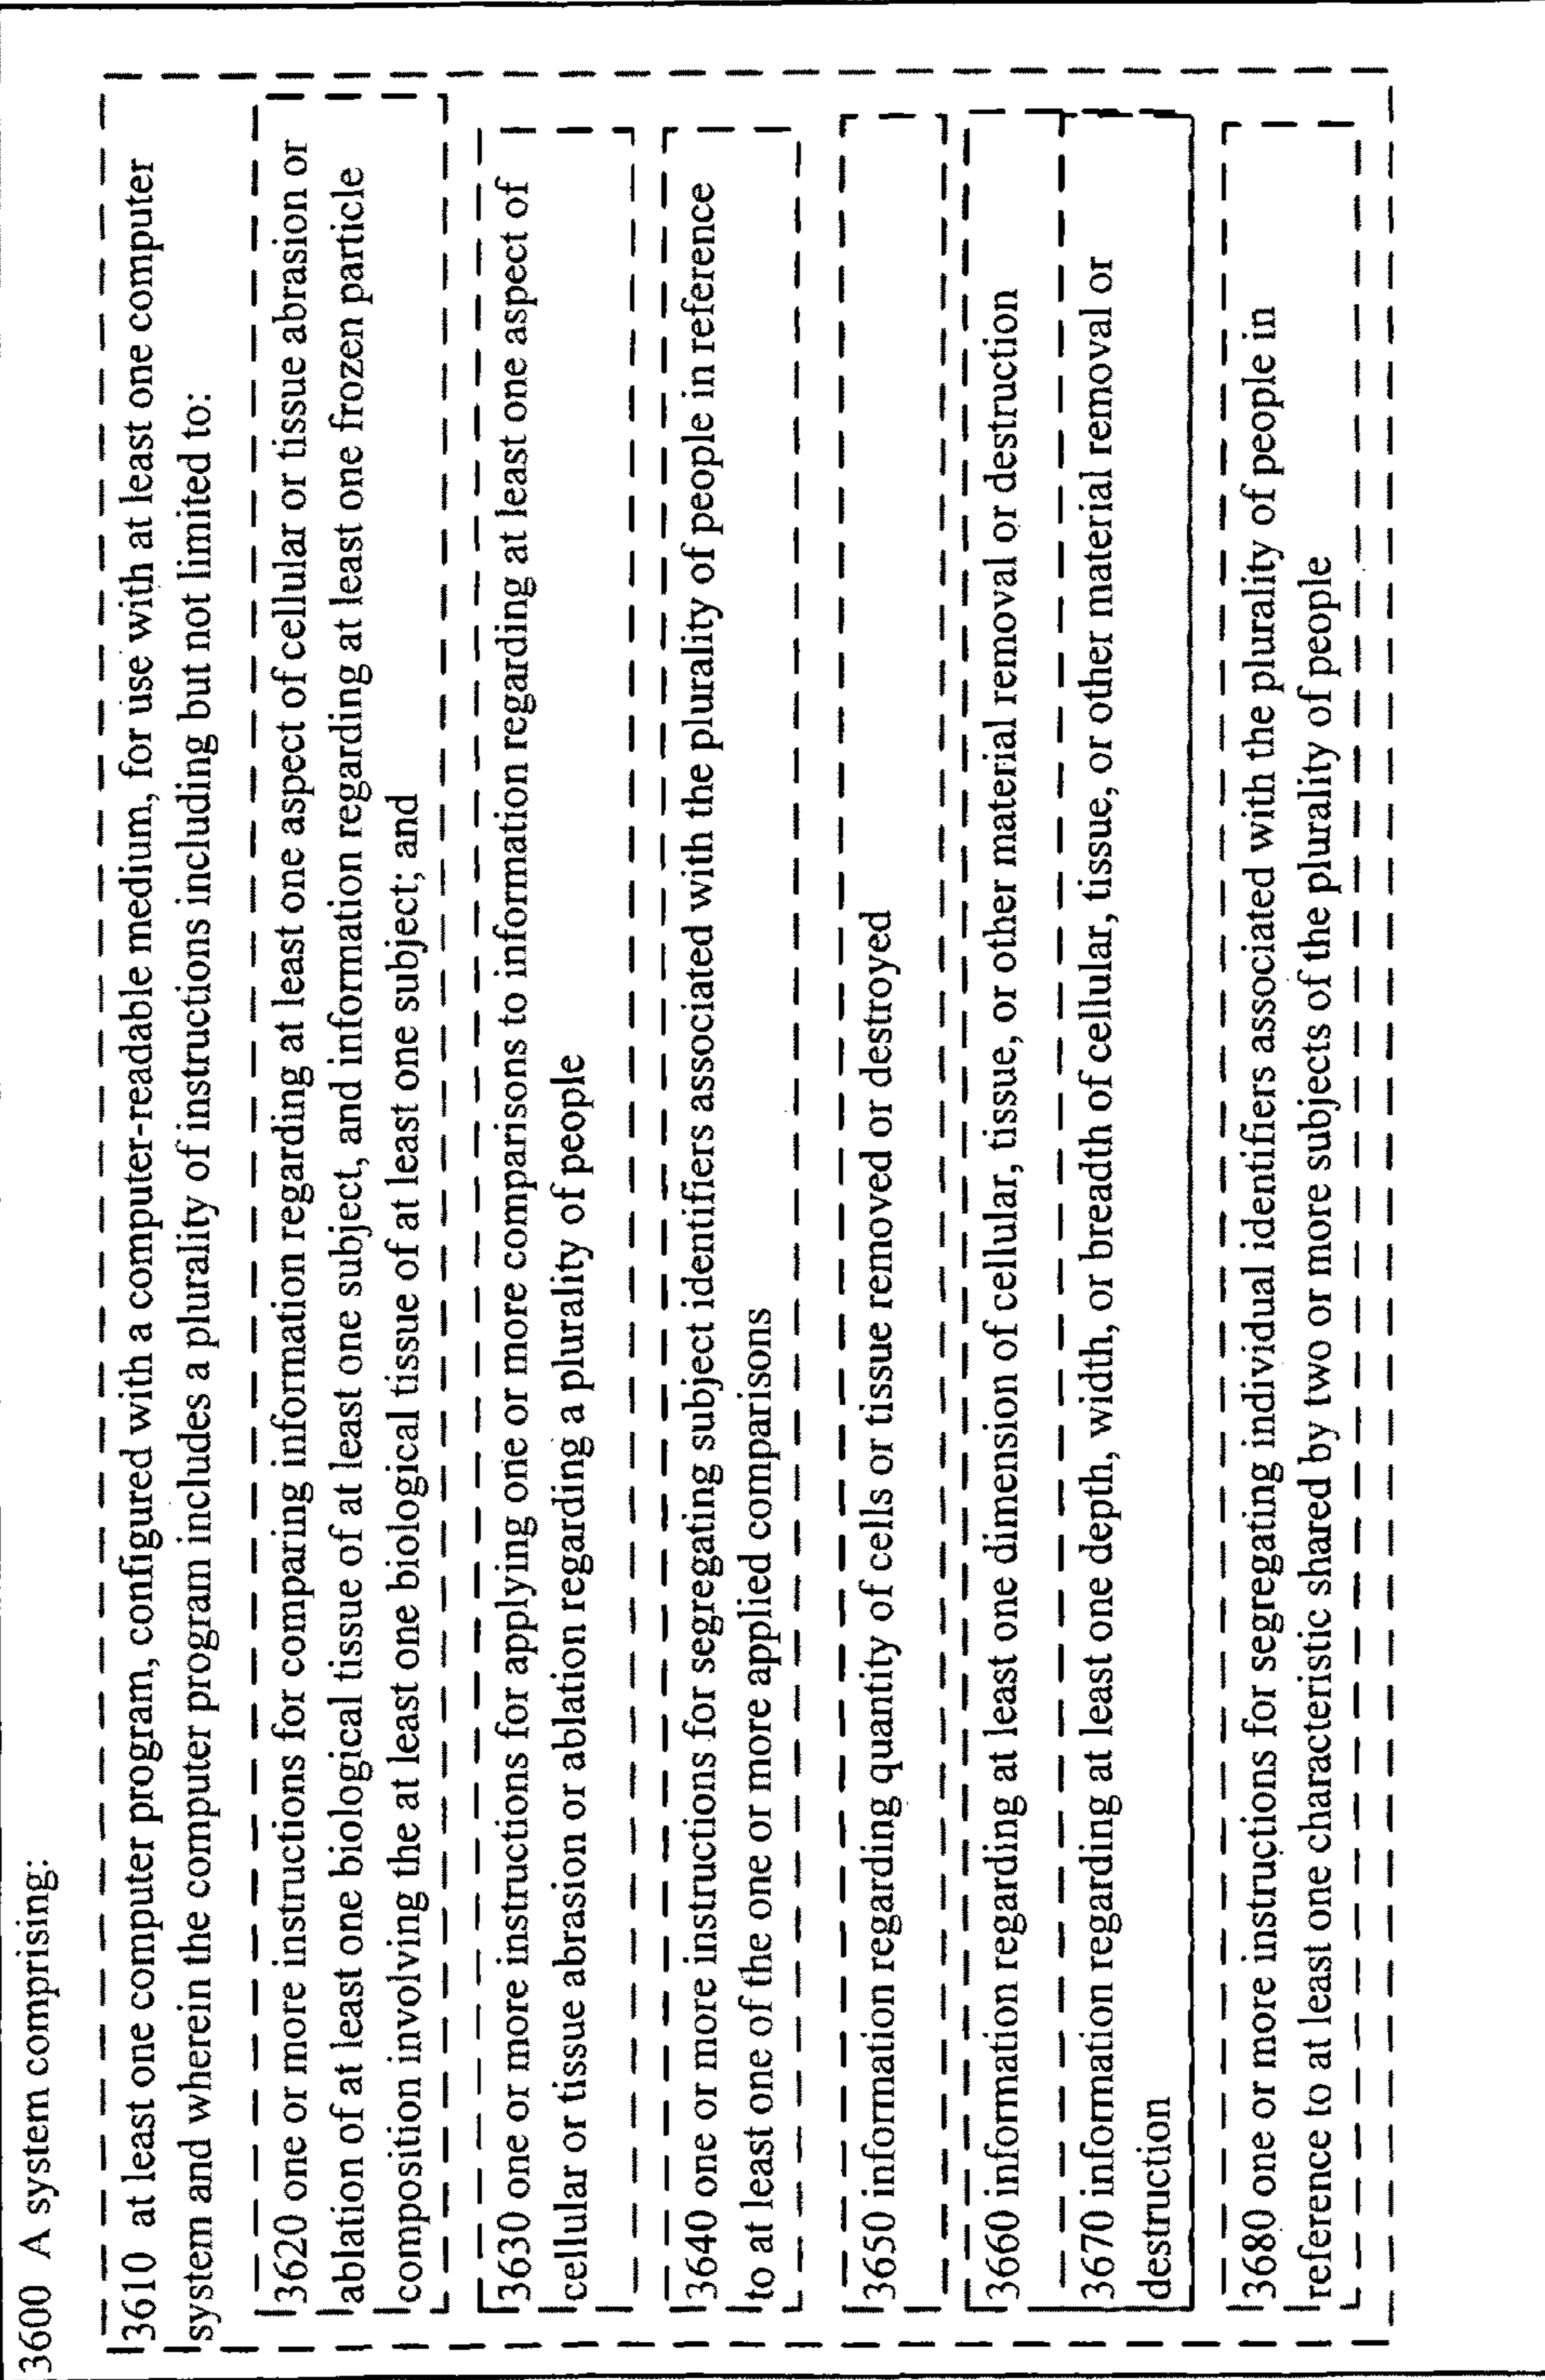 3600 A system comprising:
3610 at least one computer program, configured with a computer-readable medium, for use with at least one computer
system and wherein the computer program includes a plurality of instructions including but not limited to:
3620 one or more instructions for comparing information regarding at least one aspect of cellular or tissue abrasion or
ablation of at least one biological tissue of at least one subject, and information regarding at least one frozen particle
composition involving the at least one biological tissue of at least one subject; and
3630 one or more instructions for applying one or more comparisons to information regarding at least one aspect of
cellular or tissue abrasion or ablation regarding a plurality of people
3640 one or more instructions for segregating subject identifiers associated with the plurality of people in reference
to at least one of the one or more applied comparisons
3650 information regarding quantity of cells or tissue removed or destroyed
3660 information regarding at least one dimension of cellular, tissue, or other material removal or destruction
3670 information regarding at least one depth, width, or breadth of cellular, tissue, or other material removal or
destruction
3680 one or more instructions for segregating individual identifiers associated with the plurality of people in
reference to at least one characteristic shared by two or more subjects of the plurality of people